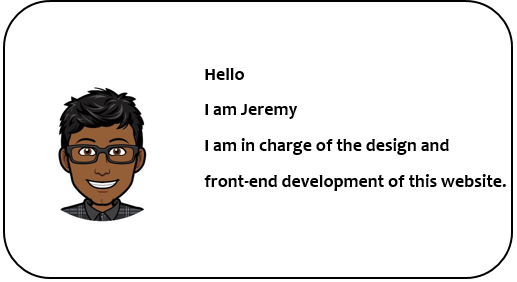 Hello
I am Jeremy
I am in charge of the design and
front-end development of this website.